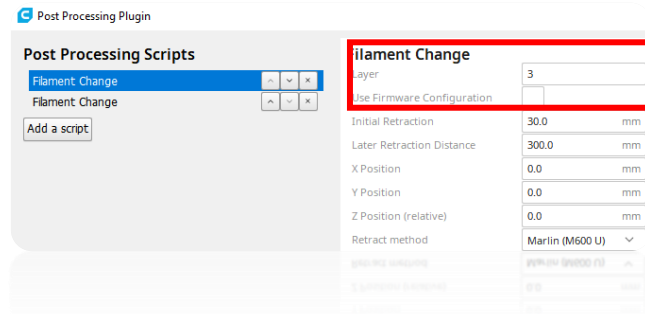 Post Processing Plugin
Post Processing Scripts
Filament Change
Filament Change
Add a script
Filament Change
Layer 3
Use Firmware Configuration
Initial Retraction 30.0 mm
Later Retraction Distance 300.0 mm
X Position 0.0 mm
Y Position 0.0 mm
Z Position (relative) 0.0 mm
Retract method Marlin (M600 U)